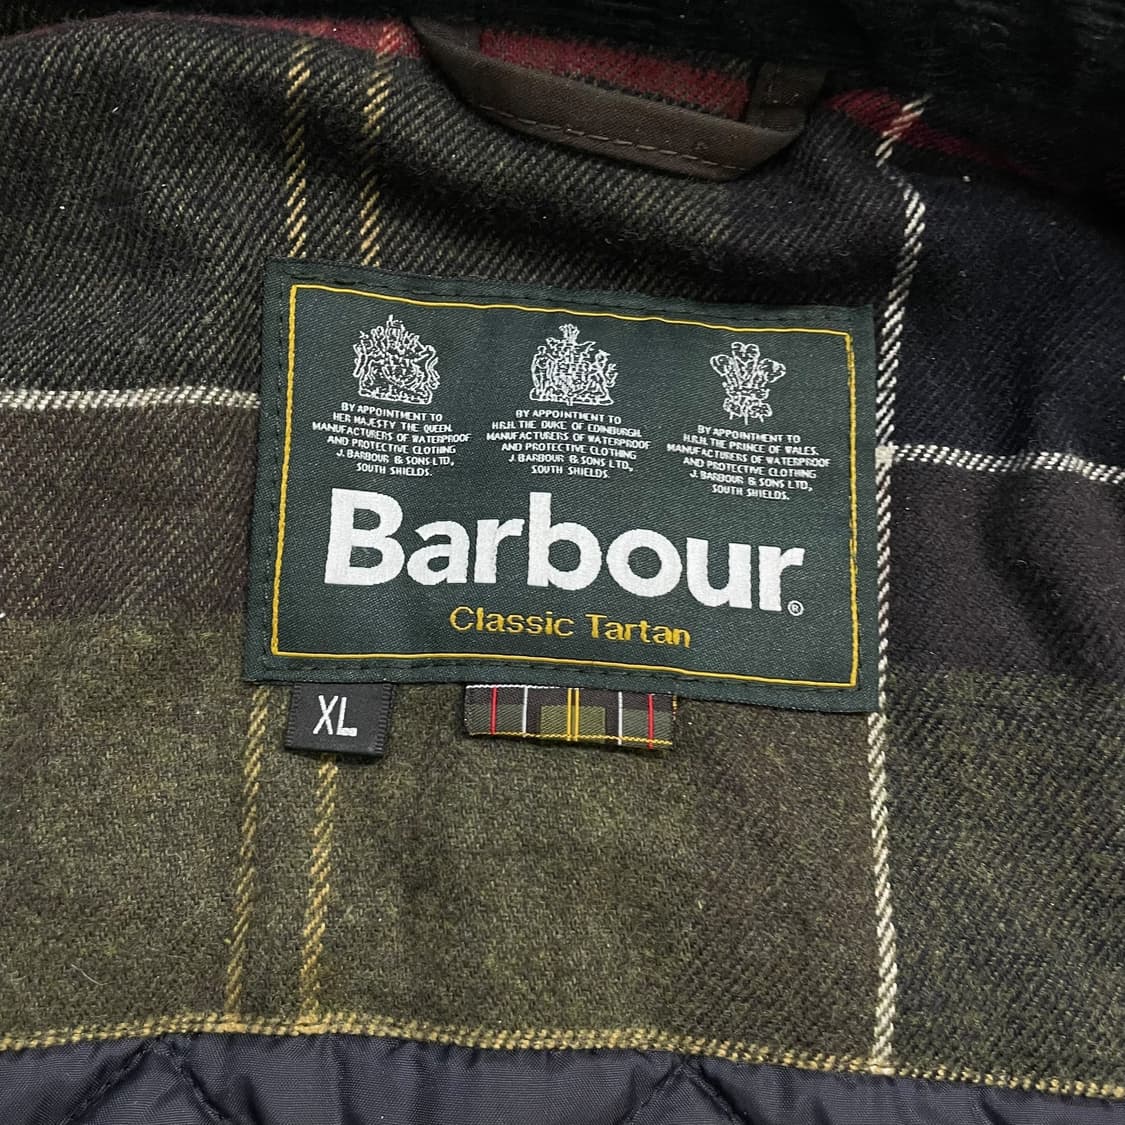 BY APPOINTMENT TO
HER MAJESTY THE QUEEN.
MANUFACTURERS OF WATERPROOF
AND PROTECTIVE CLOTHING
J. BARBOUR & SONS LTD,
SOUTH SHIELDS.
BY APPOINTMENT TO
H.R.H. THE DUKE OF EDINBURGH.
MANUFACTURERS OF WATERPROOF
AND PROTECTIVE CLOTHING
J. BARBOUR & SONS LTD.,
SOUTH SHIELDS.
BY APPOINTMENT TO
H.R.H. THE PRINCE OF WALES.
MANUFACTURERS OF WATERPROOF
AND PROTECTIVE CLOTHING
J. BARBOUR & SONS LTD,
SOUTH SHIELDS.
Barbour®
Classic Tartan
XL